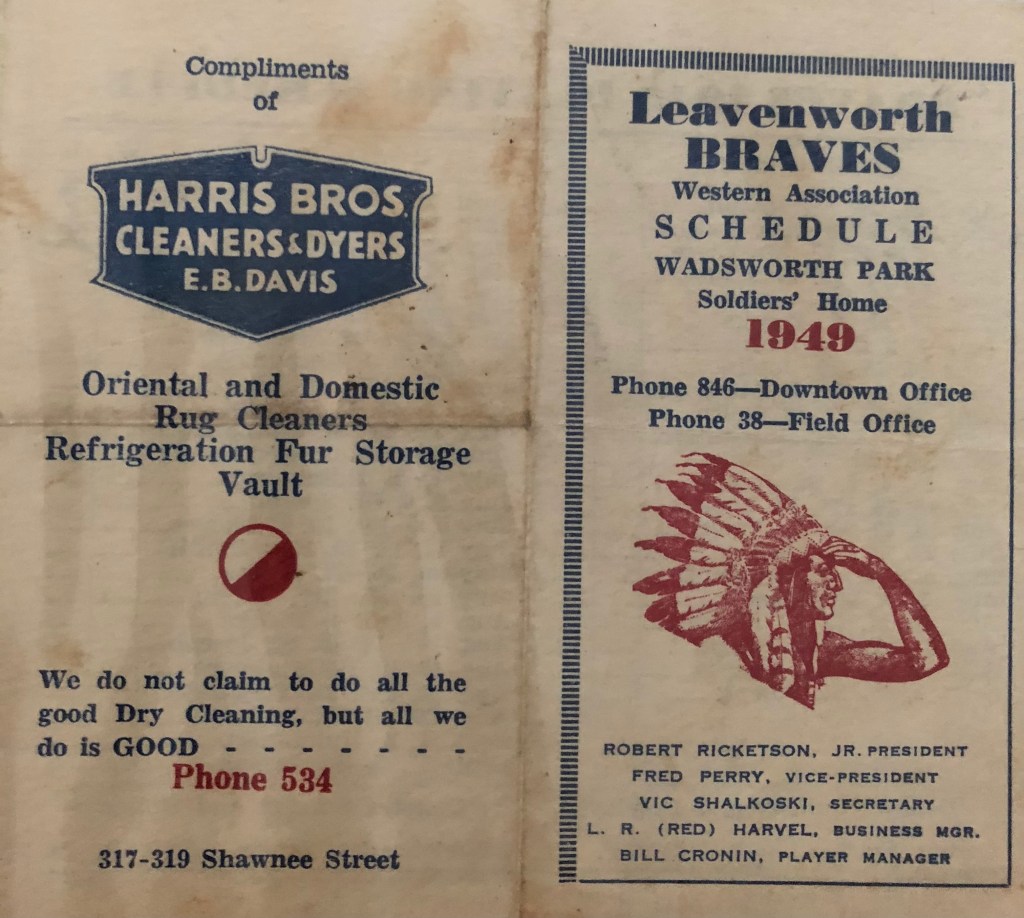 Compliments
of
HARRIS BROS.
CLEANERS & DYERS
E.B. DAVIS
Oriental and Domestic
Rug Cleaners
Refrigeration Fur Storage
Vault
We do not claim to do all the
good Dry Cleaning, but all we
do is GOOD - - - - - - -
Phone 534
317-319 Shawnee Street
Leavenworth
BRAVES
Western Association
SCHEDULE
WADSWORTH PARK
Soldiers' Home
1949
Phone 846—Downtown Office
Phone 38—Field Office
ROBERT RICKETSON, JR. PRESIDENT
FRED PERRY, VICE-PRESIDENT
VIC SHALKOSKI, SECRETARY
L. R. (RED) HARVEL, BUSINESS MGR.
BILL CRONIN, PLAYER MANAGER